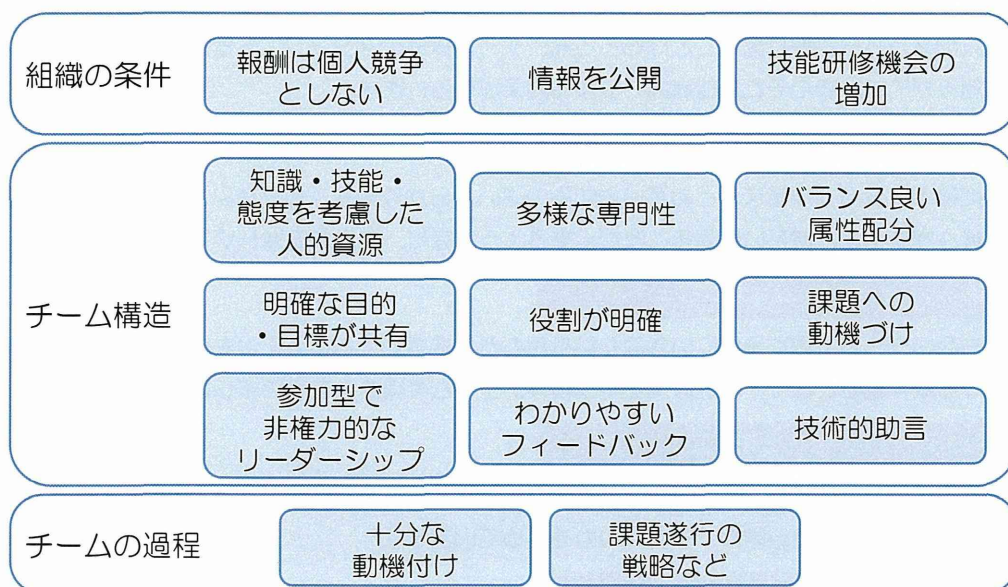 組織の条件
報酬は個人競争
としない
情報を公開
技能研修機会の
増加
チーム構造
知識・技能・
態度を考慮した
人的資源
多様な専門性
バランス良い
属性配分
明確な目的
・目標が共有
役割が明確
課題への
動機づけ
参加型で
非権力的な
リーダーシップ
わかりやすい
フィードバック
技術的助言
チームの過程
十分な
動機付け
課題遂行の
戦略など